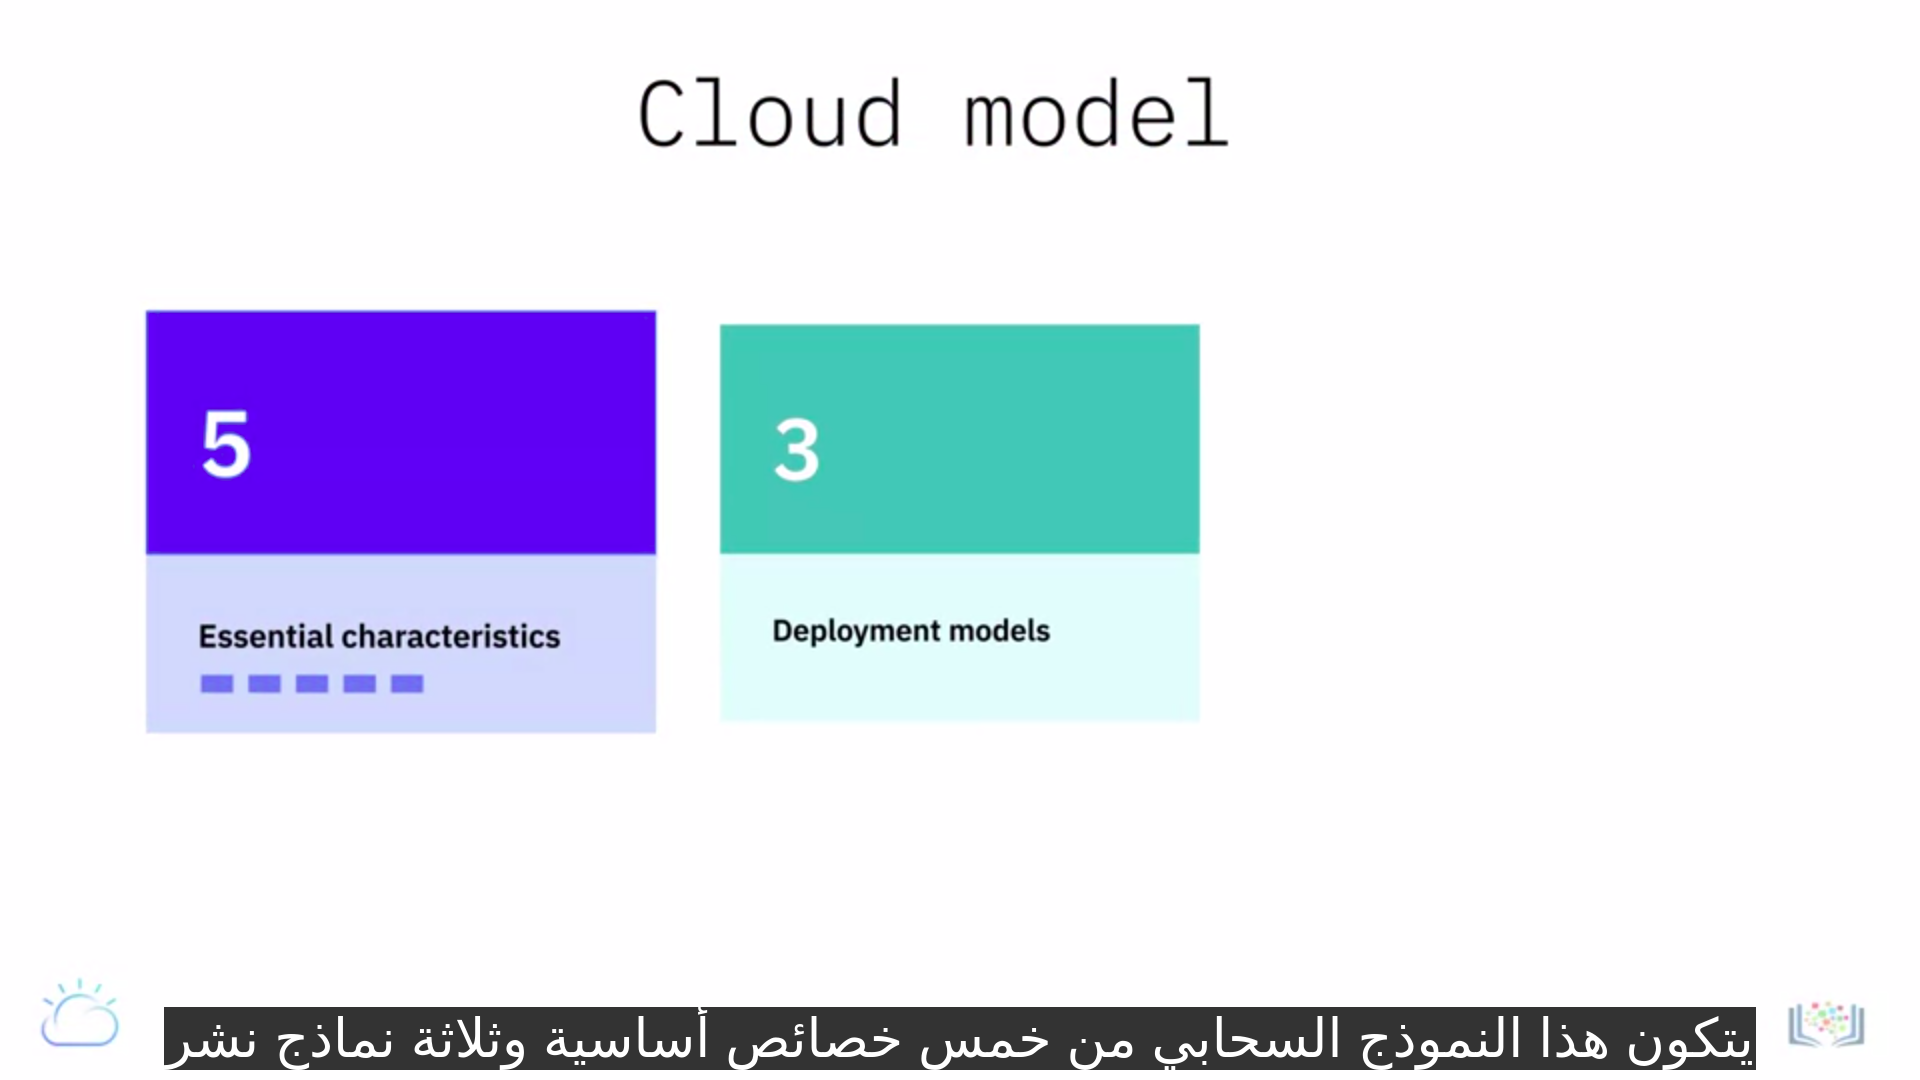 Cloud model
5
Essential characteristics
3
Deployment models
يتكون هذا النموذج السحابي من خمس خصائص أساسية وثلاثة نماذج نشر